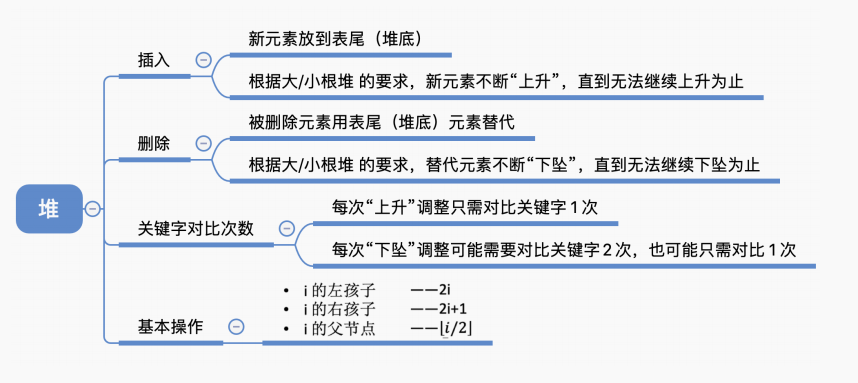 堆
插入
新元素放到表尾（堆底）
根据大/小根堆 的要求，新元素不断“上升”，直到无法继续上升为止
删除
被删除元素用表尾（堆底）元素替代
根据大/小根堆 的要求，替代元素不断“下坠”，直到无法继续下坠为止
关键字对比次数
每次“上升”调整只需对比关键字1次
每次“下坠”调整可能需要对比关键字2次，也可能只需对比1次
基本操作
• i 的左孩子 ——2i
• i 的右孩子 ——2i+1
• i 的父节点 ——⌊i/2⌋